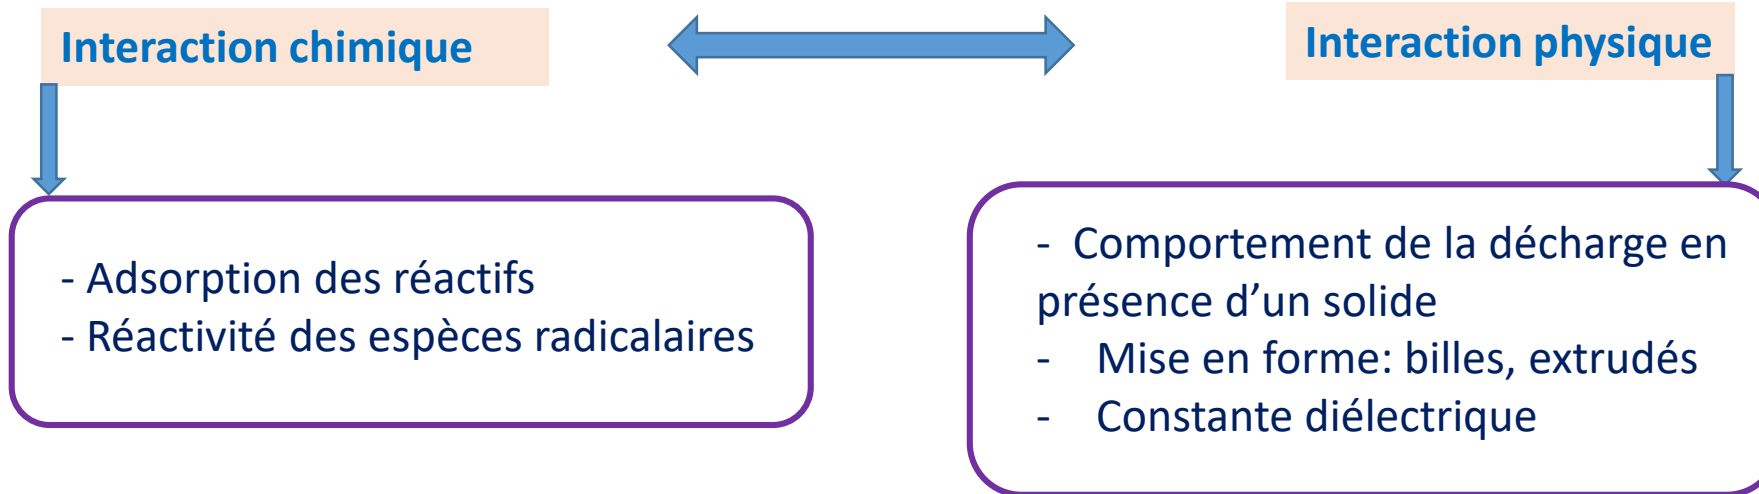 Interaction chimique
Interaction physique
- Adsorption des réactifs
- Réactivité des espèces radicalaires
- Comportement de la décharge en
présence d’un solide
- Mise en forme: billes, extrudés
- Constante diélectrique